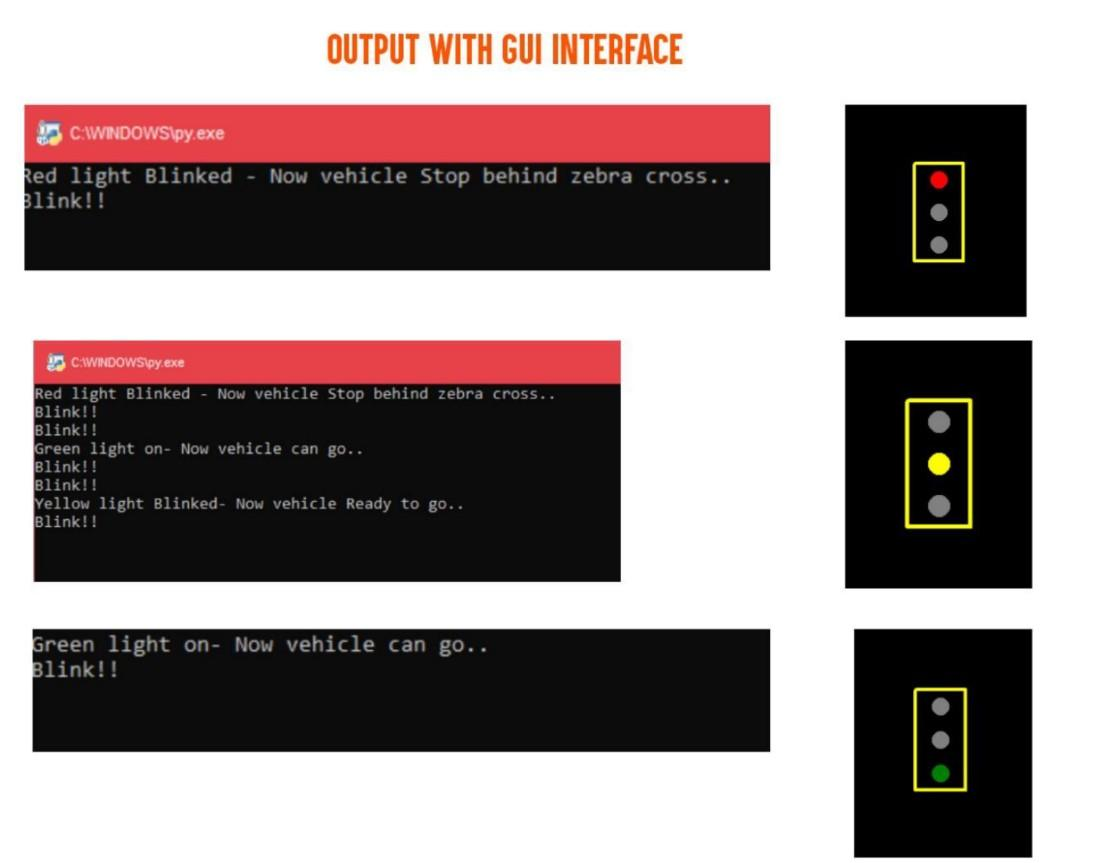 OUTPUT WITH GUI INTERFACE
C:\WINDOWS\py.exe
Red light Blinked - Now vehicle Stop behind zebra cross..
Blink!!
C:\WINDOWS\py.exe
Red light Blinked - Now vehicle Stop behind zebra cross..
Blink!!
Blink!!
Green light on- Now vehicle can go..
Blink!!
Blink!!
Yellow light Blinked- Now vehicle Ready to go..
Blink!!
Green light on- Now vehicle can go..
Blink!!